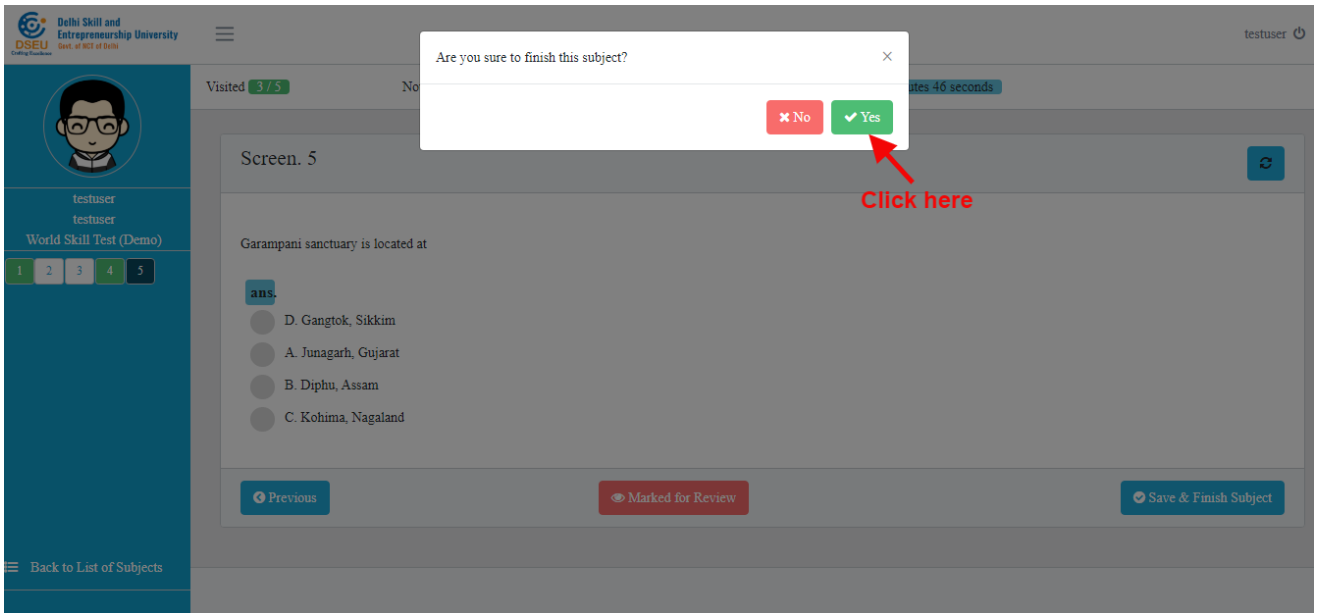 Delhi Skill and
Entrepreneurship University
Govt. of NCT of Delhi
DSEU
testuser
Are you sure to finish this subject?
×
No
Yes
Click here
Visited 3 / 5
No
utes 46 seconds
Screen. 5
testuser
testuser
World Skill Test (Demo)
1 2 3 4 5
Garampani sanctuary is located at
ans.
D. Gangtok, Sikkim
A. Junagarh, Gujarat
B. Diphu, Assam
C. Kohima, Nagaland
Previous
Marked for Review
Save & Finish Subject
Back to List of Subjects